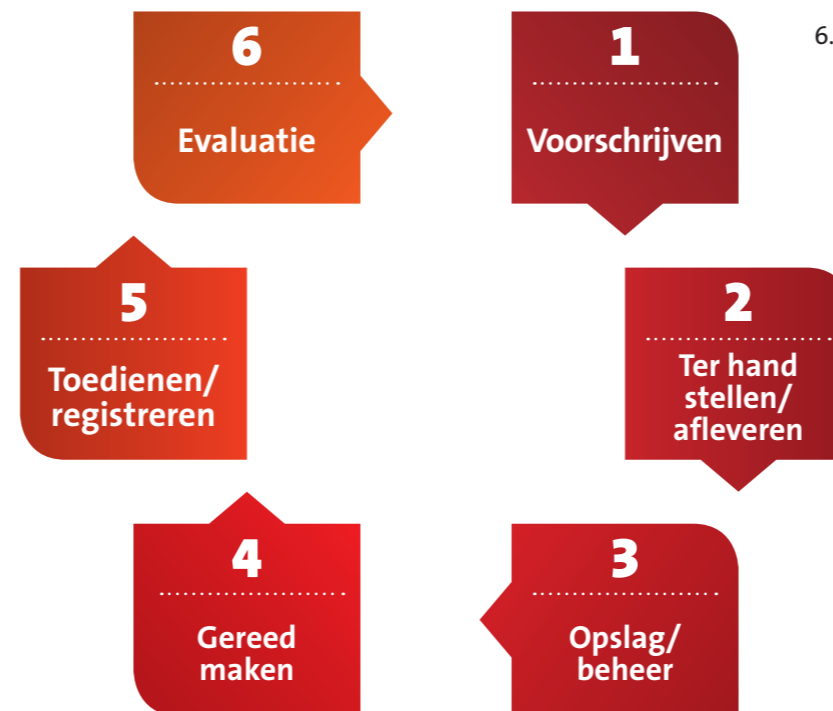 1
Voorschrijven
2
Ter hand
stellen/
afleveren
3
Opslag/
beheer
4
Gereed
maken
5
Toedienen/
registreren
6
Evaluatie
6.